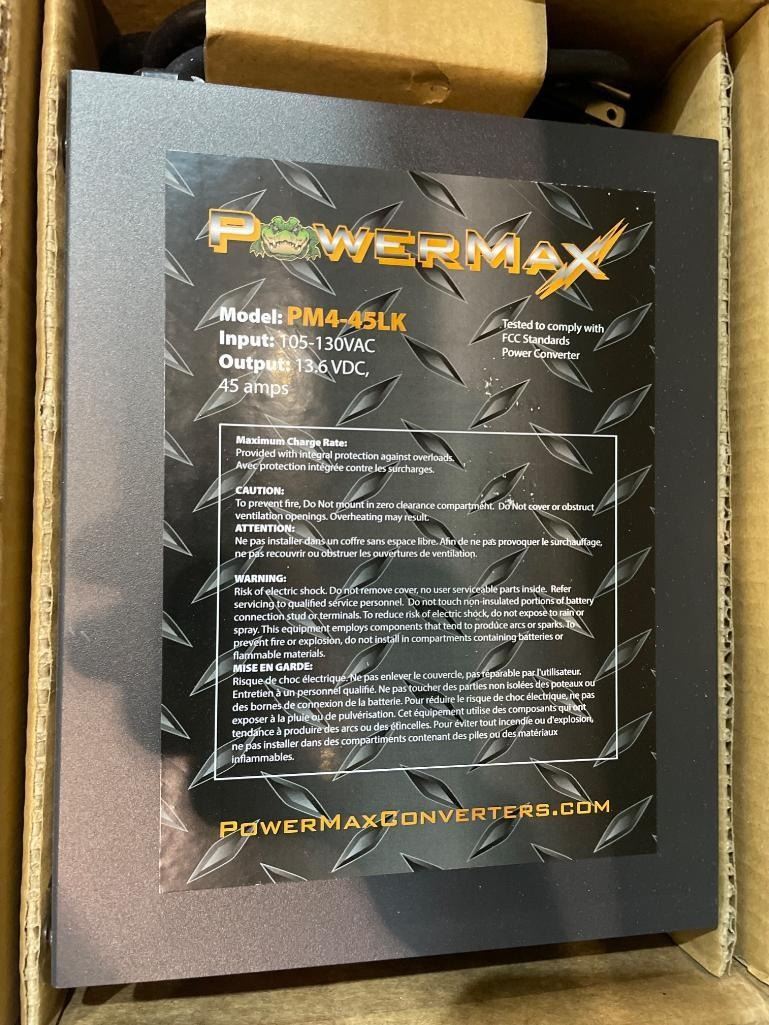 POWERMAX
Model: PM4-45LK
Input: 105-130VAC
Output: 13.6 VDC,
45 amps
Tested to comply with
FCC Standards
Power Converter
Maximum Charge Rate:
Provided with integral protection against overloads.
Avec protection intégrée contre les surcharges.
CAUTION:
To prevent fire, Do Not mount in zero clearance compartment. Do Not cover or obstruct
ventilation openings. Overheating may result.
ATTENTION:
Ne pas installer dans un coffre sans espace libre. Afin de ne pas provoquer le surchauffage,
ne pas recouvrir ou obstruer les ouvertures de ventilation.
WARNING:
Risk of electric shock. Do not remove cover, no user serviceable parts inside. Refer
servicing to qualified service personnel. Do not touch non-insulated portions of battery
connection stud or terminals. To reduce risk of electric shock, do not expose to rain or
spray. This equipment employs components that tend to produce arcs or sparks. To
prevent fire or explosion, do not install in compartments containing batteries or
flammable materials.
MISE EN GARDE:
Risque de choc électrique. Ne pas enlever le couvercle, pas réparable par l'utilisateur.
Entretien à un personnel qualifié. Ne pas toucher des parties non isolées des poteaux ou
des bornes de connexion de la batterie. Pour réduire le risque de choc électrique, ne pas
exposer à la pluie ou de pulvérisation. Cet équipement utilise des composants qui ont
tendance à produire des arcs ou des étincelles. Pour éviter tout incendie ou d'explosion,
ne pas installer dans des compartiments contenant des piles ou des matériaux
inflammables.
POWERMAXCONVERTERS.COM